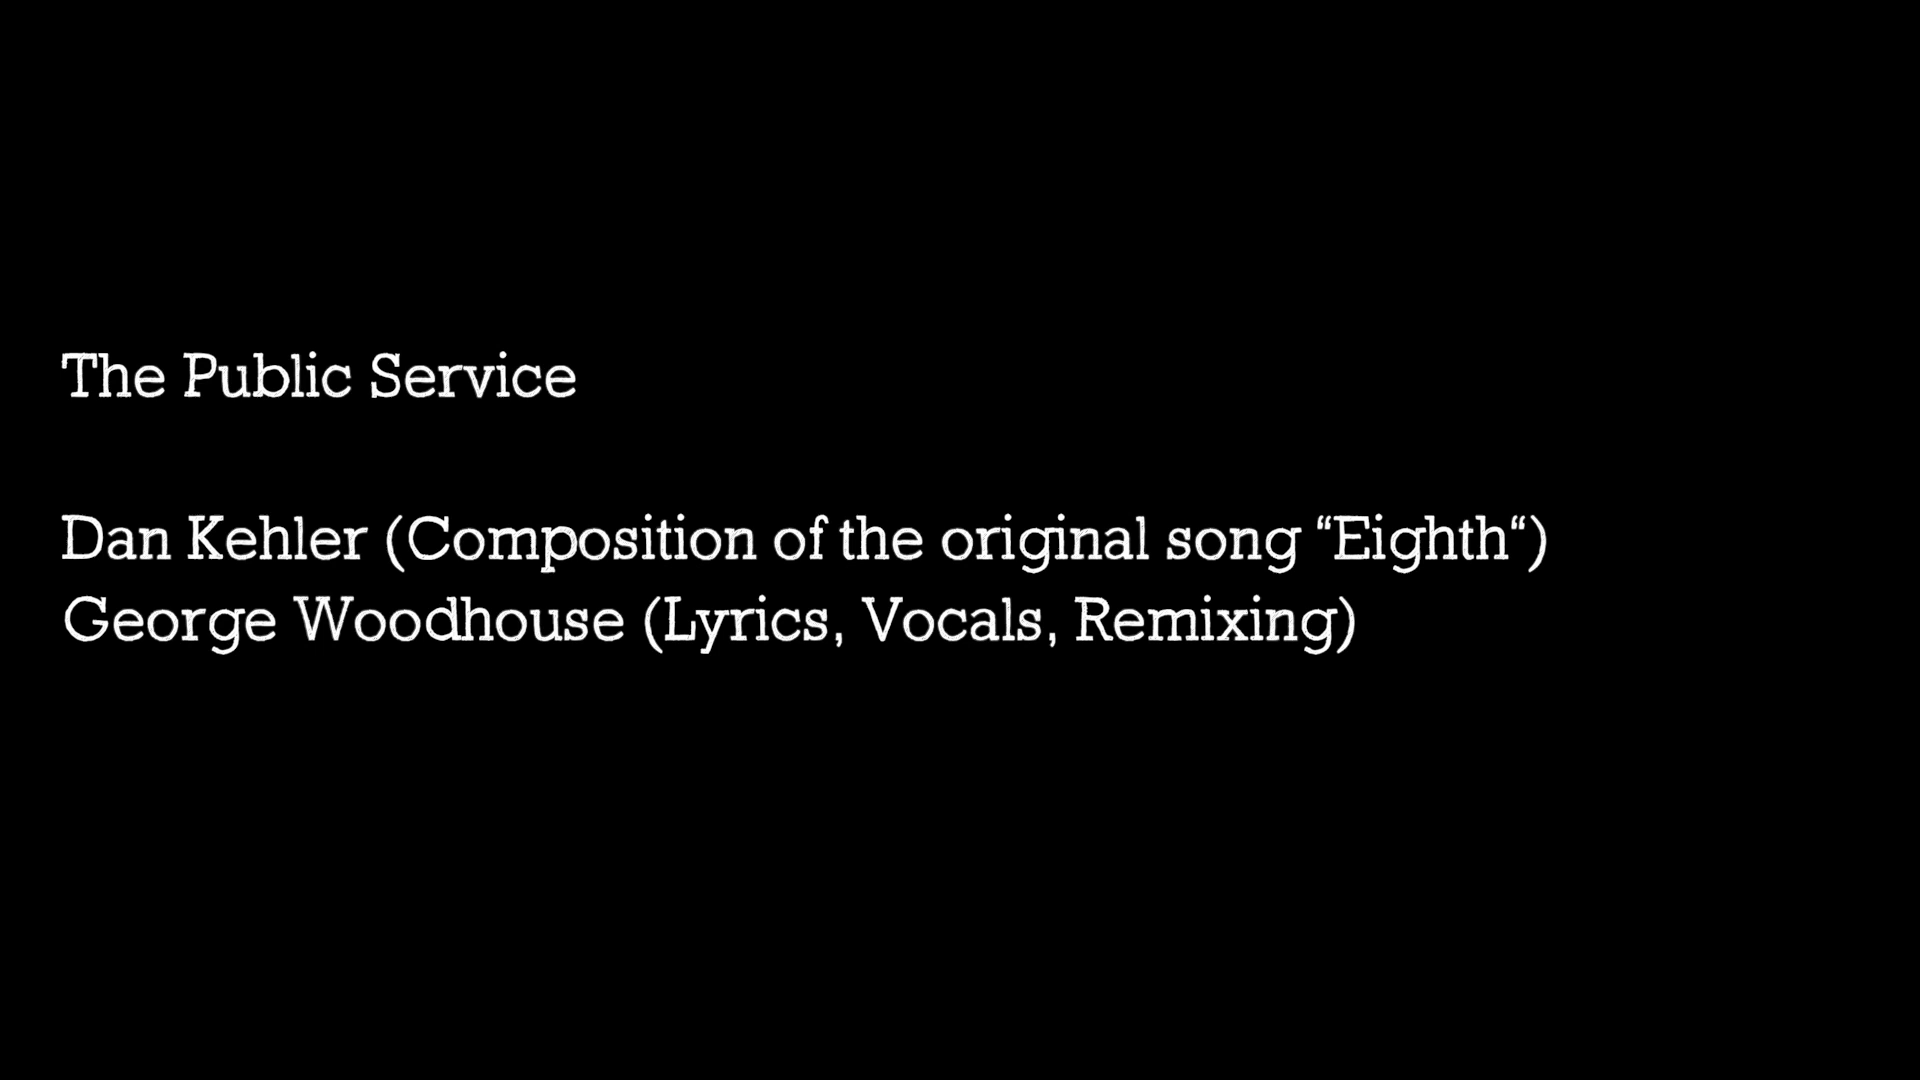 The Public Service
Dan Kehler (Composition of the original song “Eighth“)
George Woodhouse (Lyrics, Vocals, Remixing)